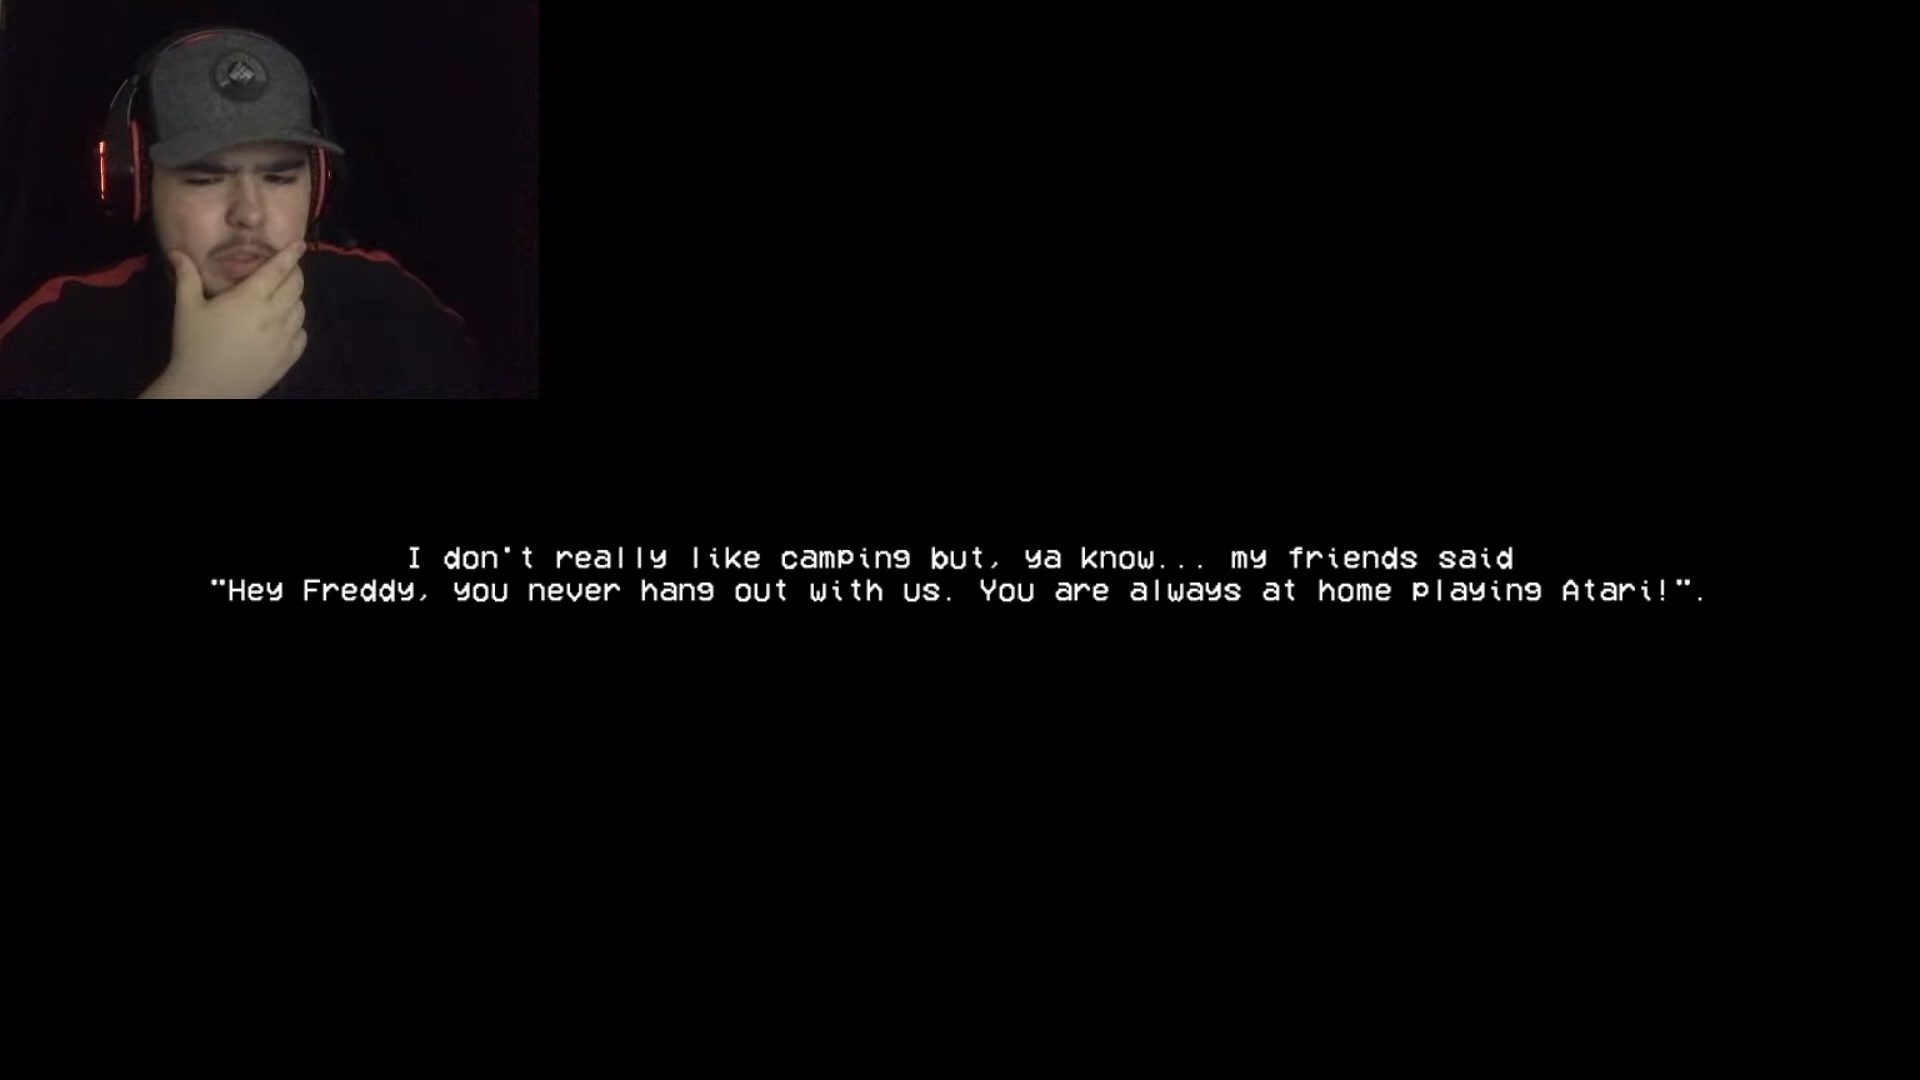 I don't really like camping but, ya know... my friends said
"Hey Freddy, you never hang out with us. You are always at home playing Atari!".